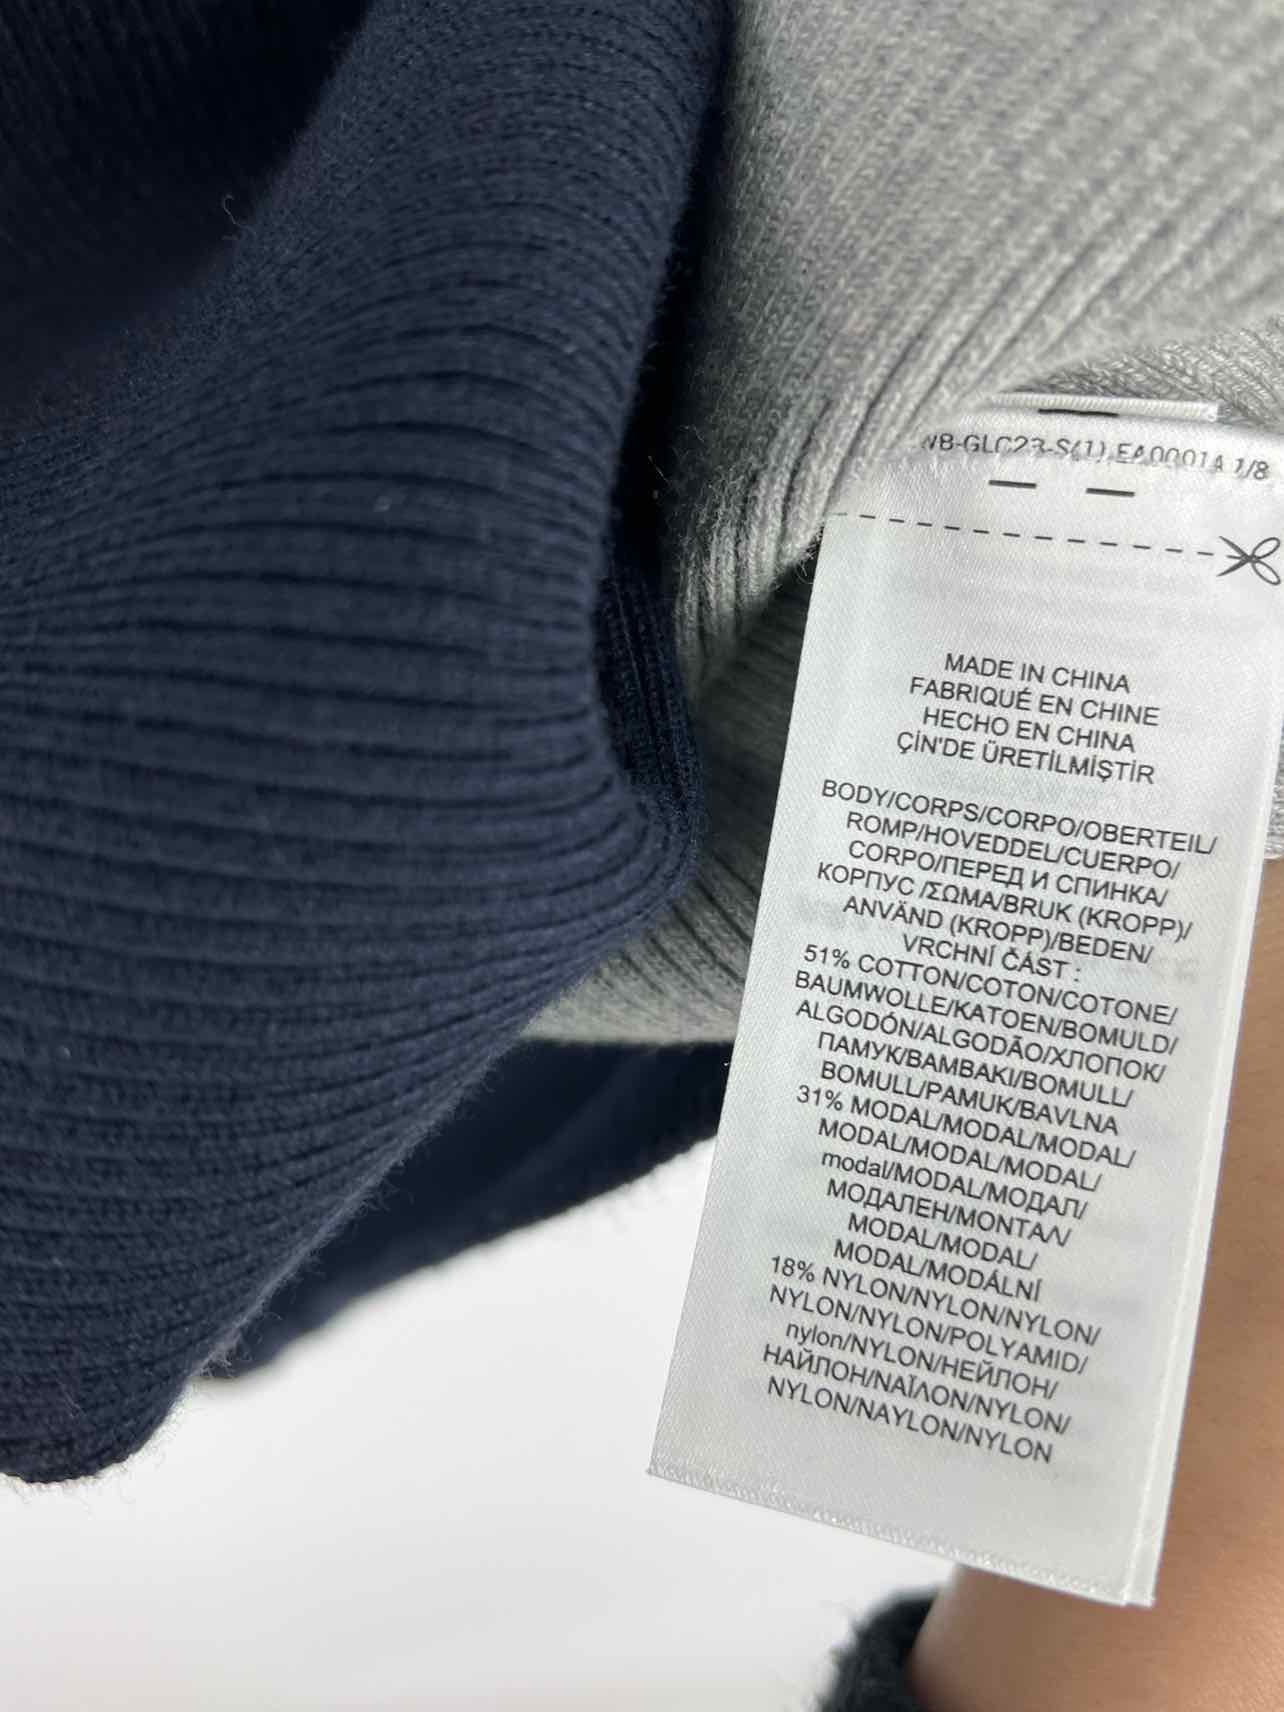 WB-GLC23-S(1) EA0001A 1/8
MADE IN CHINA
FABRIQUÉ EN CHINE
HECHO EN CHINA
ÇİN'DE ÜRETİLMİŞTİR
BODY/CORPS/CORPO/OBERTEIL/
ROMP/HOVEDDEL/CUERPO/
CORPO/ПЕРЕД И СПИНКА/
КОРПУС /ΣΩΜΑ/BRUK (KROPP)/
ANVÄND (KROPP)/BEDEN/
VRCHNÍ ČÁST :
51% COTTON/COTON/COTONE/
BAUMWOLLE/KATOEN/BOMULD/
ALGODÓN/ALGODÃO/ХЛОПОК/
ПАМУК/ΒΑΜΒΑΚΙ/BOMULL/
BOMULL/PAMUK/BAVLNA
31% MODAL/MODAL/MODAL/
MODAL/MODAL/MODAL/
modal/MODAL/МОДАЛ/
МОДАЛЕН/ΜΟΝΤΑΛ/
MODAL/MODAL/
MODAL/MODÁLNÍ
18% NYLON/NYLON/NYLON/
NYLON/NYLON/POLYAMID/
nylon/NYLON/НЕЙЛОН/
НАЙЛОН/ΝΑΪΛΟΝ/NYLON/
NYLON/NAYLON/NYLON